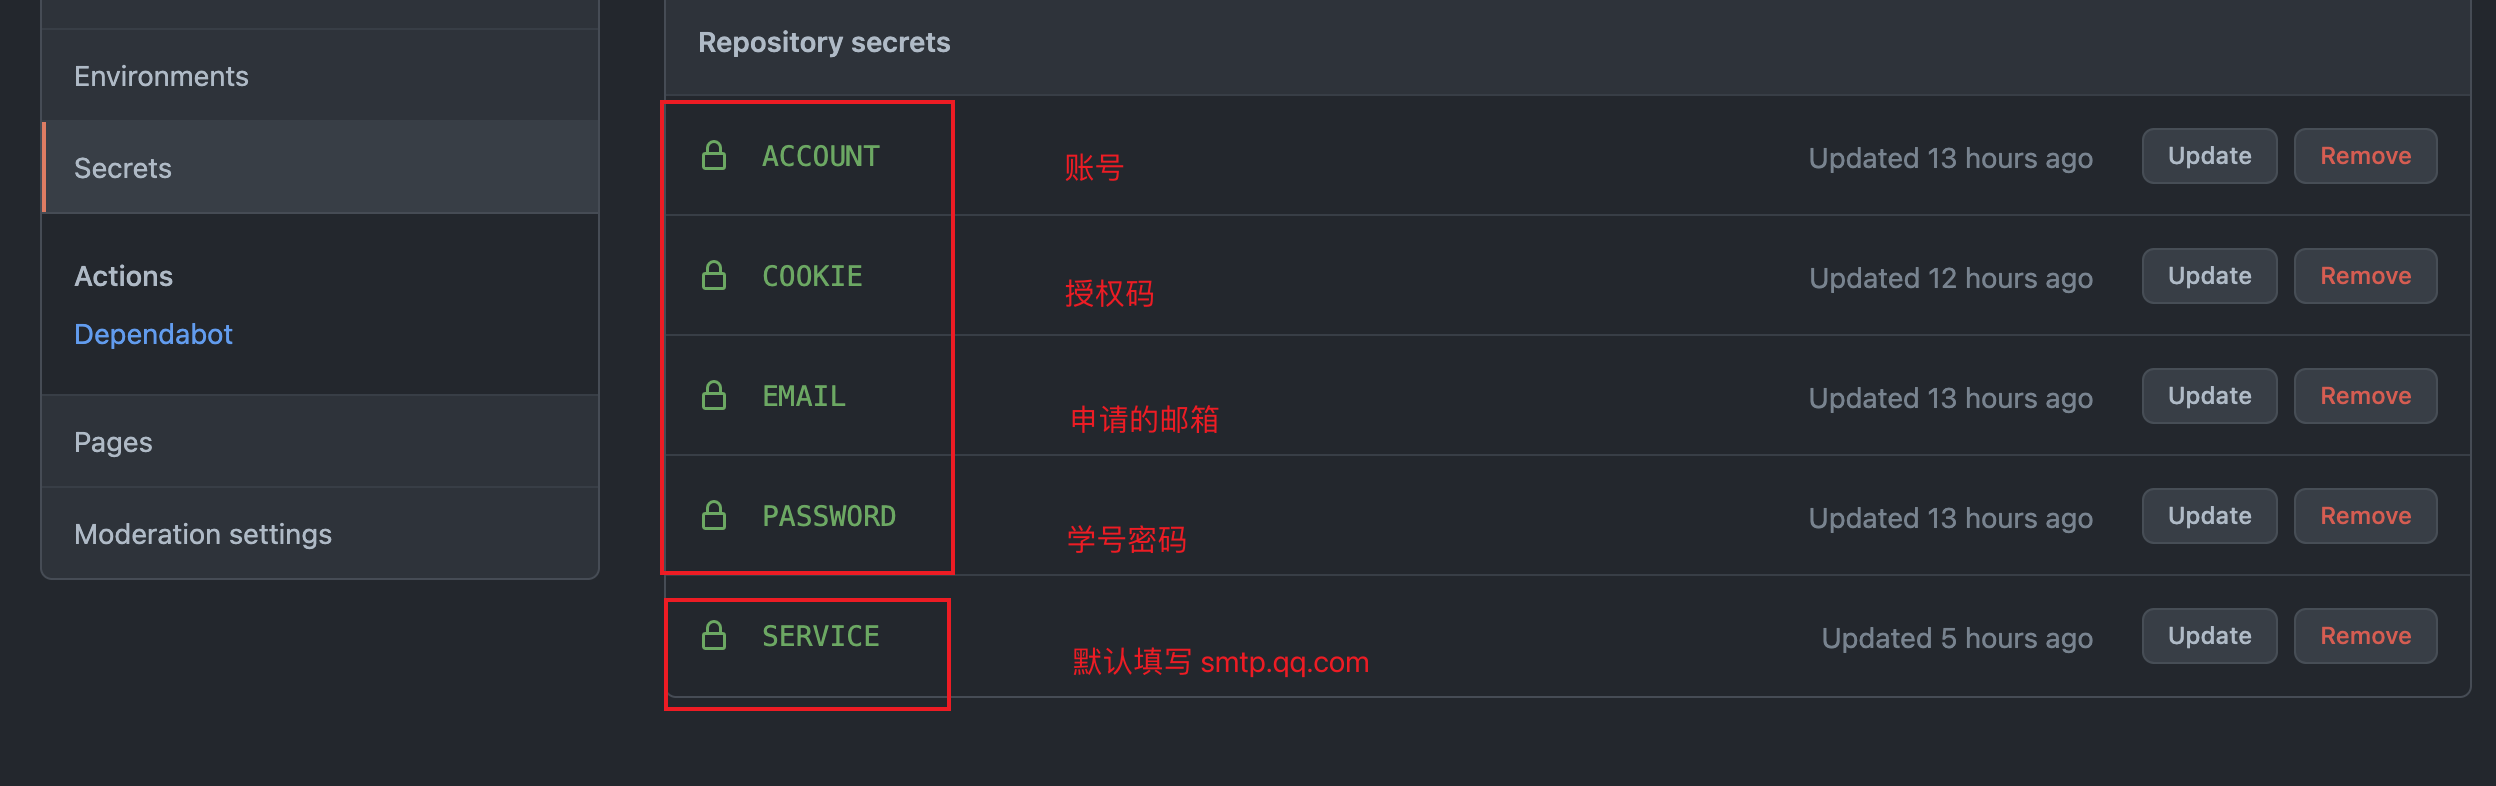 Environments
Secrets
Actions
Dependabot
Pages
Moderation settings
Repository secrets
ACCOUNT 账号 Updated 13 hours ago Update Remove
COOKIE 授权码 Updated 12 hours ago Update Remove
EMAIL 申请的邮箱 Updated 13 hours ago Update Remove
PASSWORD 学号密码 Updated 13 hours ago Update Remove
SERVICE 默认填写 smtp.qq.com Updated 5 hours ago Update Remove